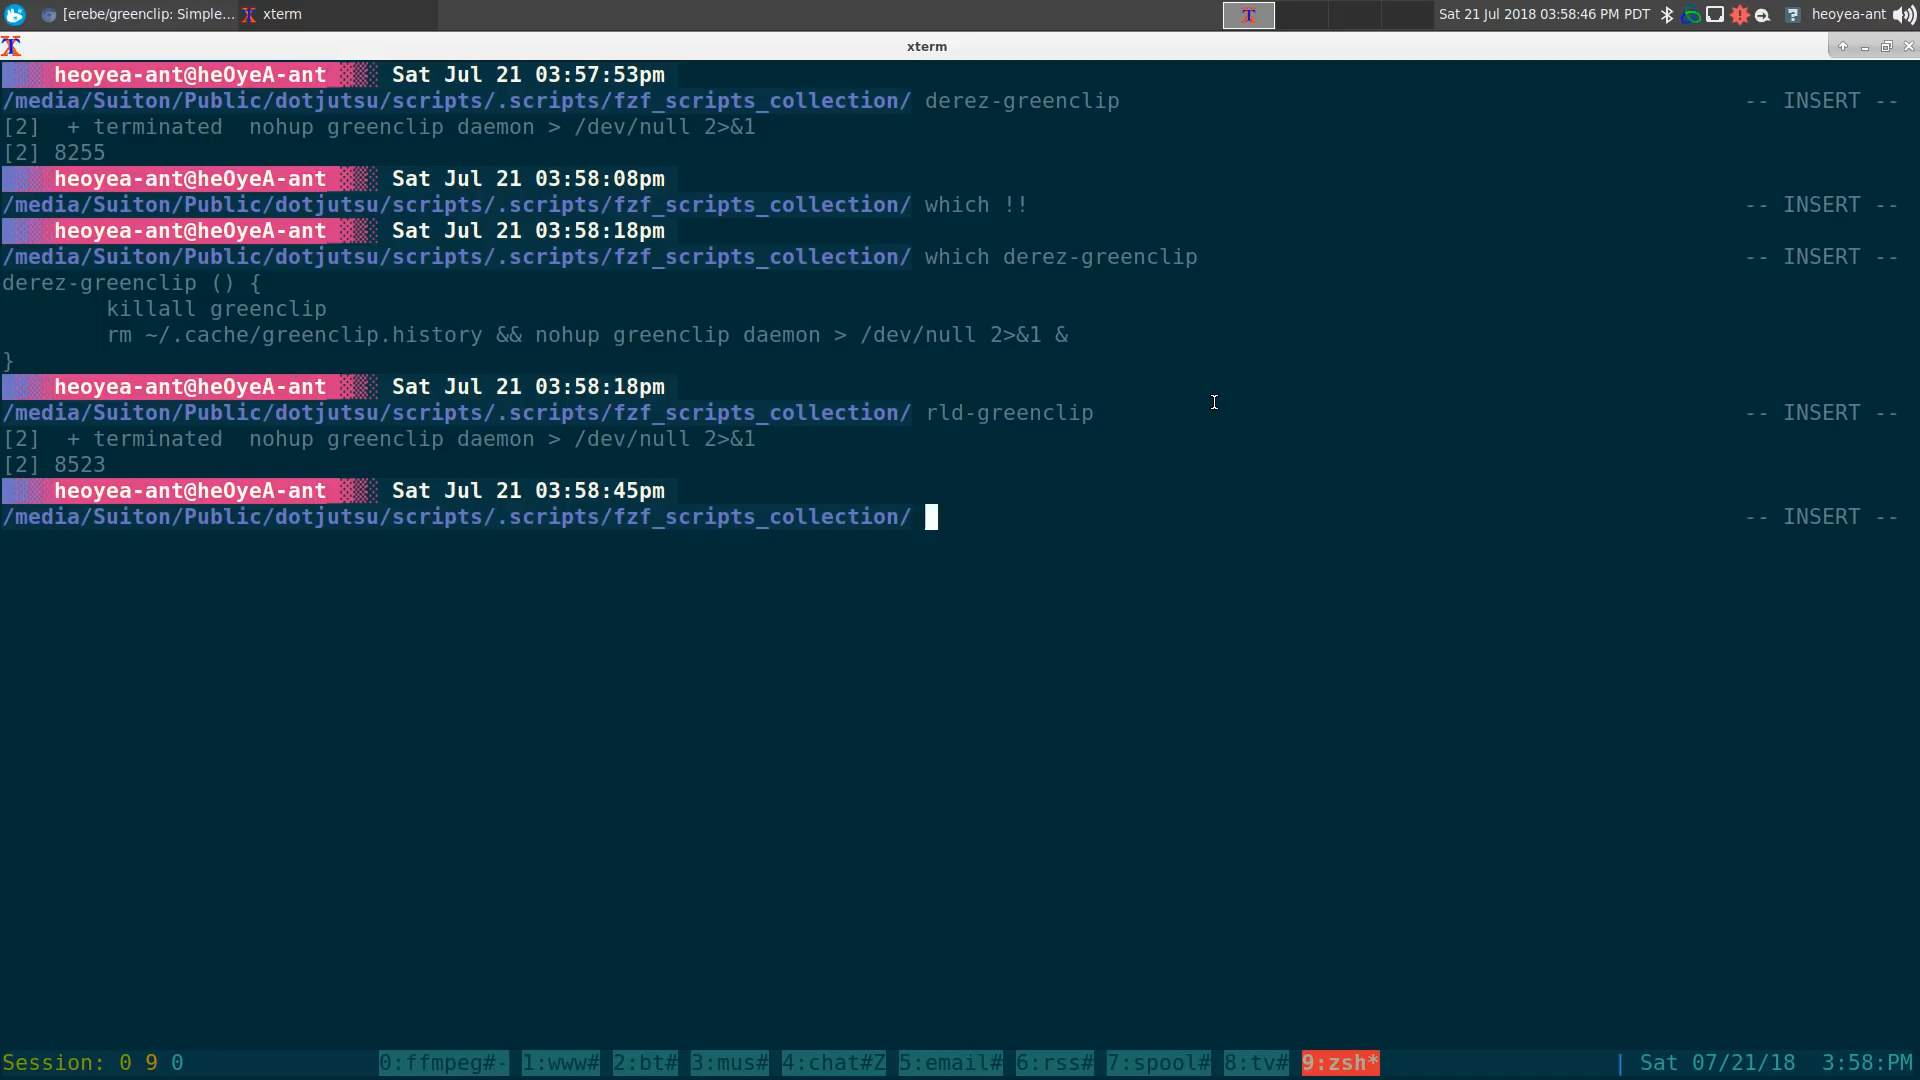 [erebe/greenclip: Simple... xterm Sat 21 Jul 2018 03:58:46 PM PDT heoyea-ant
xterm
heoyea-ant@heOyeA-ant Sat Jul 21 03:57:53pm
/media/Suiton/Public/dotjutsu/scripts/.scripts/fzf_scripts_collection/ derez-greenclip -- INSERT --
[2]  + terminated  nohup greenclip daemon > /dev/null 2>&1
[2] 8255
heoyea-ant@heOyeA-ant Sat Jul 21 03:58:08pm
/media/Suiton/Public/dotjutsu/scripts/.scripts/fzf_scripts_collection/ which !! -- INSERT --
heoyea-ant@heOyeA-ant Sat Jul 21 03:58:18pm
/media/Suiton/Public/dotjutsu/scripts/.scripts/fzf_scripts_collection/ which derez-greenclip -- INSERT --
derez-greenclip () {
        killall greenclip
        rm ~/.cache/greenclip.history && nohup greenclip daemon > /dev/null 2>&1 &
}
heoyea-ant@heOyeA-ant Sat Jul 21 03:58:18pm
/media/Suiton/Public/dotjutsu/scripts/.scripts/fzf_scripts_collection/ rld-greenclip -- INSERT --
[2]  + terminated  nohup greenclip daemon > /dev/null 2>&1
[2] 8523
heoyea-ant@heOyeA-ant Sat Jul 21 03:58:45pm
/media/Suiton/Public/dotjutsu/scripts/.scripts/fzf_scripts_collection/ -- INSERT --
Session: 0 9 0 0:ffmpeg#- 1:www# 2:bt# 3:mus# 4:chat#Z 5:email# 6:rss# 7:spool# 8:tv# 9:zsh* | Sat 07/21/18  3:58:PM